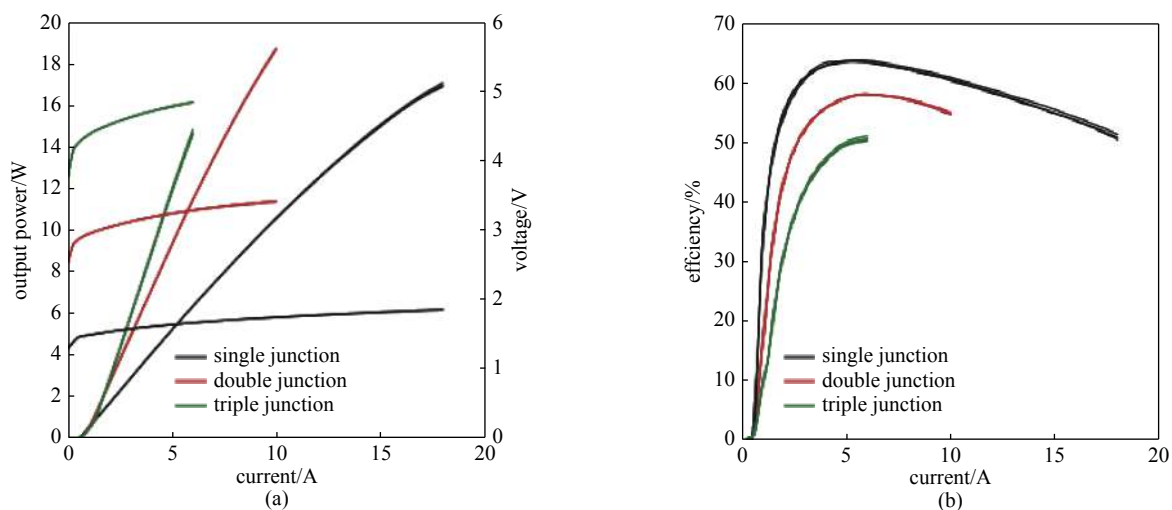 20
18
16
14
12
10
8
6
4
2
0
output power/W
6
5
4
3
2
1
0
voltage/V
single junction
double junction
triple junction
0
5
10
15
20
current/A
(a)
70
60
50
40
30
20
10
0
effciency/%
single junction
double junction
triple junction
0
5
10
15
20
current/A
(b)